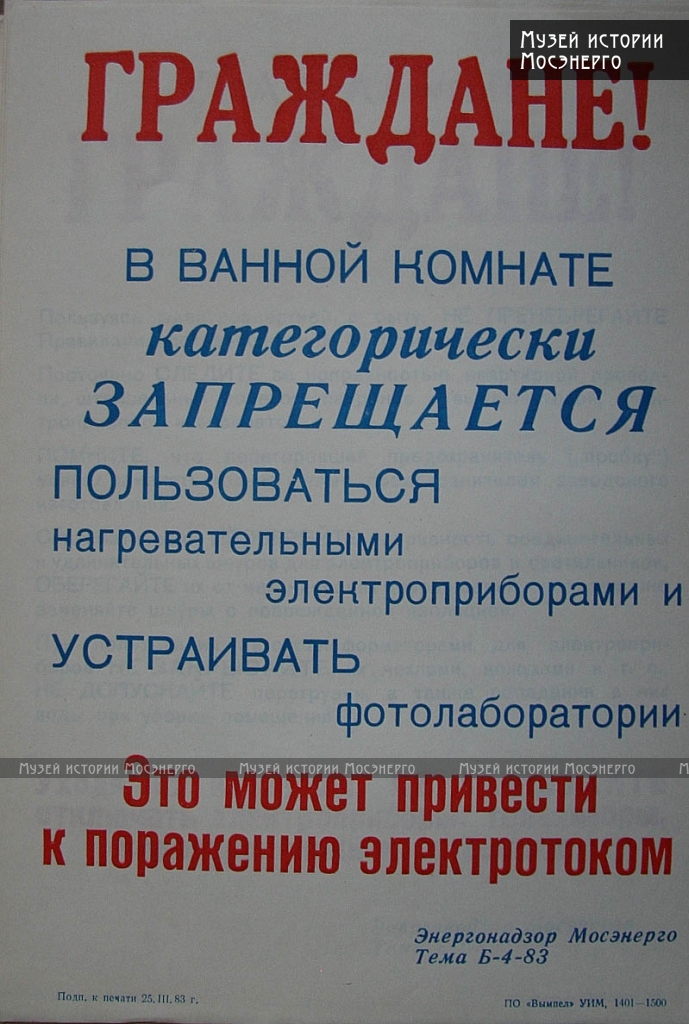 Музей истории
Мосэнерго
ГРАЖДАНЕ!
В ВАННОЙ КОМНАТЕ
категорически
ЗАПРЕЩАЕТСЯ
ПОЛЬЗОВАТЬСЯ
нагревательными
электроприборами и
УСТРАИВАТЬ
фотолаборатории
Музей истории Мосэнерго Музей истории Мосэнерго Музей истории Мосэнерго Музей
Это может привести
к поражению электротоком
Энергонадзор Мосэнерго
Тема Б-4-83
Подп. к печати 25.III.83 г.
ПО «Вымпел» УИМ, 1401—1500